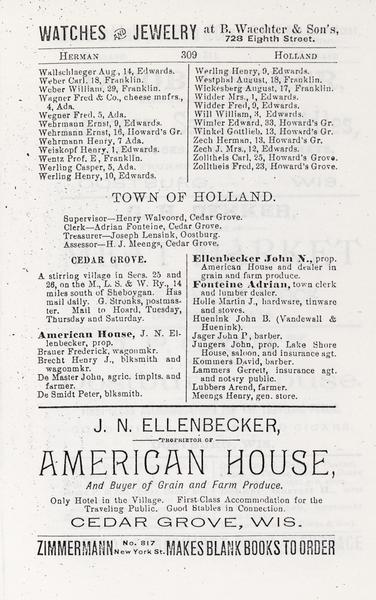 WATCHES AND JEWELRY at B. Waechter & Son's,
728 Eighth Street.
HERMAN 309 HOLLAND
Wallschlaeger Aug., 14, Edwards.
Weber Carl, 18, Franklin.
Weber William, 29, Franklin.
Wagner Fred & Co., cheese mnfrs.,
4, Ada.
Wegner Fred, 5, Ada.
Wehrmann Ernst, 9, Edwards.
Wehrmann Ernst, 16, Howard's Gr.
Wehrmann Henry, 7 Ada.
Weiskopf Henry, 1, Edwards.
Wentz Prof E., Franklin.
Werling Casper, 5, Ada.
Werling Henry, 10, Edwards.
Werling Henry, 9, Edwards.
Westphal August, 18, Franklin.
Wickesberg August, 17, Franklin.
Widder Mrs., 1, Edwards.
Widder Fred, 9, Edwards.
Will William, 3, Edwards.
Wimler Edward, 33, Howard's Gr.
Winkel Gottlieb, 13, Howard's Gr.
Zech Herman, 13, Howard's Gr.
Zech J. Mrs., 12, Edwards.
Zolltheis Carl, 25, Howard's Grove.
Zolltheis Fred, 23, Howard's Grove.
TOWN OF HOLLAND.
Supervisor—Henry Walvoord, Cedar Grove.
Clerk—Adrian Fonteine, Cedar Grove.
Treasurer—Joseph Lensink, Oostburg.
Assessor—H. J. Meengs, Cedar Grove.
CEDAR GROVE.
A stirring village in Secs. 25 and
26, on the M., L. S. & W. Ry., 14
miles south of Sheboygan. Has
mail daily. G. Stronks, postmas-
ter. Mail to Hoard, Tuesday,
Thursday and Saturday.
American House, J. N. El-
lenbecker, prop.
Brauer Frederick, wagonmkr.
Brecht Henry J., blksmith and
wagonmkr.
De Master John, agric. implts. and
farmer.
De Smidt Peter, blksmith.
Ellenbecker John N., prop.
American House and dealer in
grain and farm produce.
Fonteine Adrian, town clerk
and lumber dealer.
Holle Martin J., hardware, tinware
and stoves.
Huenink John B. (Vandewall &
Huenink).
Jager John P., barber.
Jungers John, prop. Lake Shore
House, saloon, and insurance agt.
Kommers David, barber.
Lammers Gerrett, insurance agt.
and notary public.
Lubbers Arend, farmer.
Meengs Henry, gen. store.
J. N. ELLENBECKER,
PROPRIETOR OF
AMERICAN HOUSE,
And Buyer of Grain and Farm Produce.
Only Hotel in the Village. First-Class Accommodation for the
Traveling Public. Good Stables in Connection.
CEDAR GROVE, WIS.
ZIMMERMANN No. 817 New York St. MAKES BLANK BOOKS TO ORDER